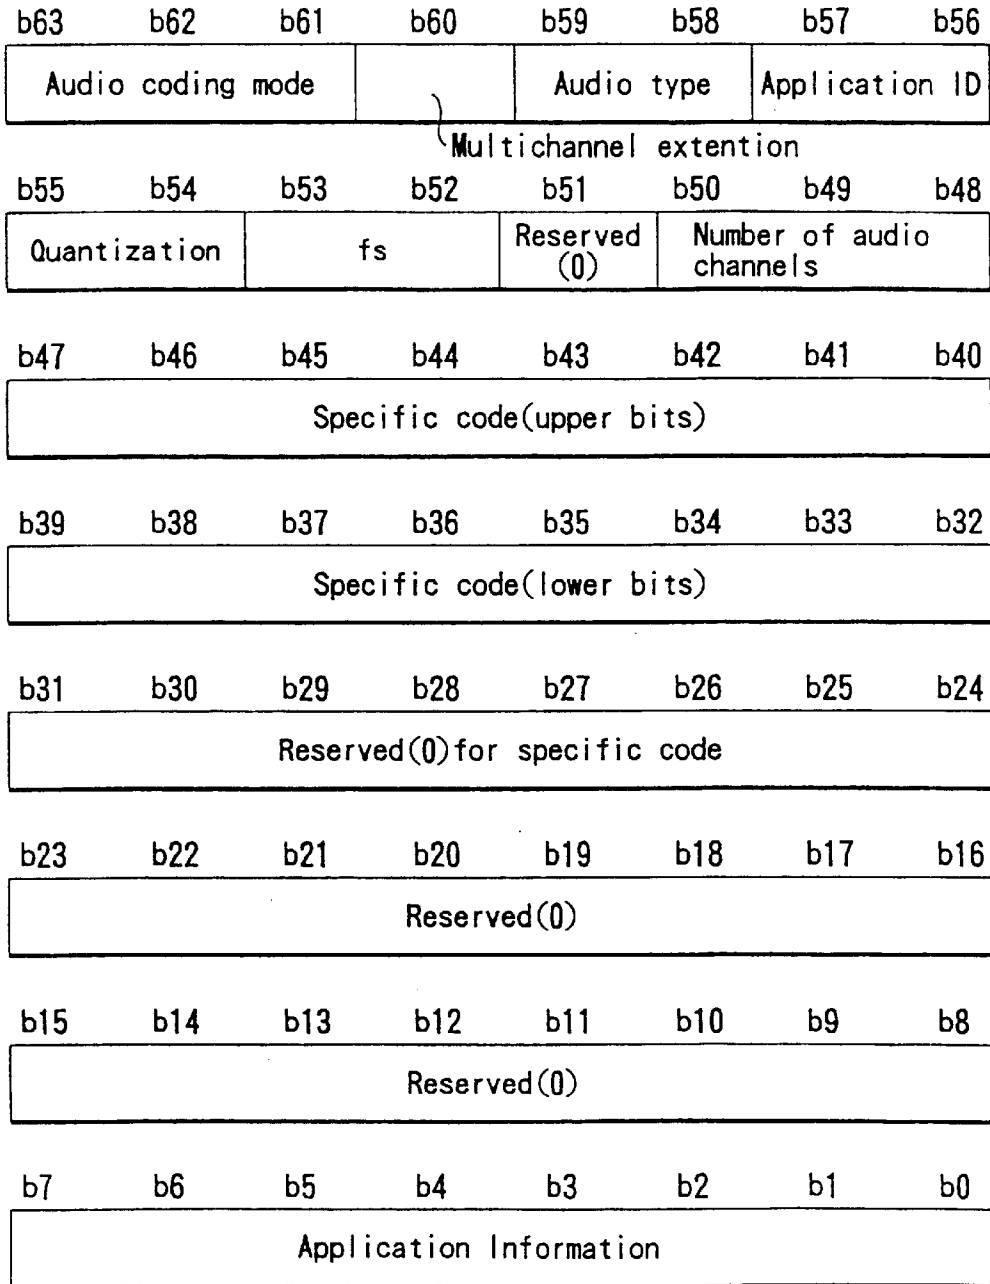 b63 b62 b61 b60 b59 b58 b57 b56
Audio coding mode Audio type Application ID
Multichannel extention
b55 b54 b53 b52 b51 b50 b49 b48
Quantization fs Reserved (0) Number of audio channels
b47 b46 b45 b44 b43 b42 b41 b40
Specific code(upper bits)
b39 b38 b37 b36 b35 b34 b33 b32
Specific code(lower bits)
b31 b30 b29 b28 b27 b26 b25 b24
Reserved(0)for specific code
b23 b22 b21 b20 b19 b18 b17 b16
Reserved(0)
b15 b14 b13 b12 b11 b10 b9 b8
Reserved(0)
b7 b6 b5 b4 b3 b2 b1 b0
Application Information